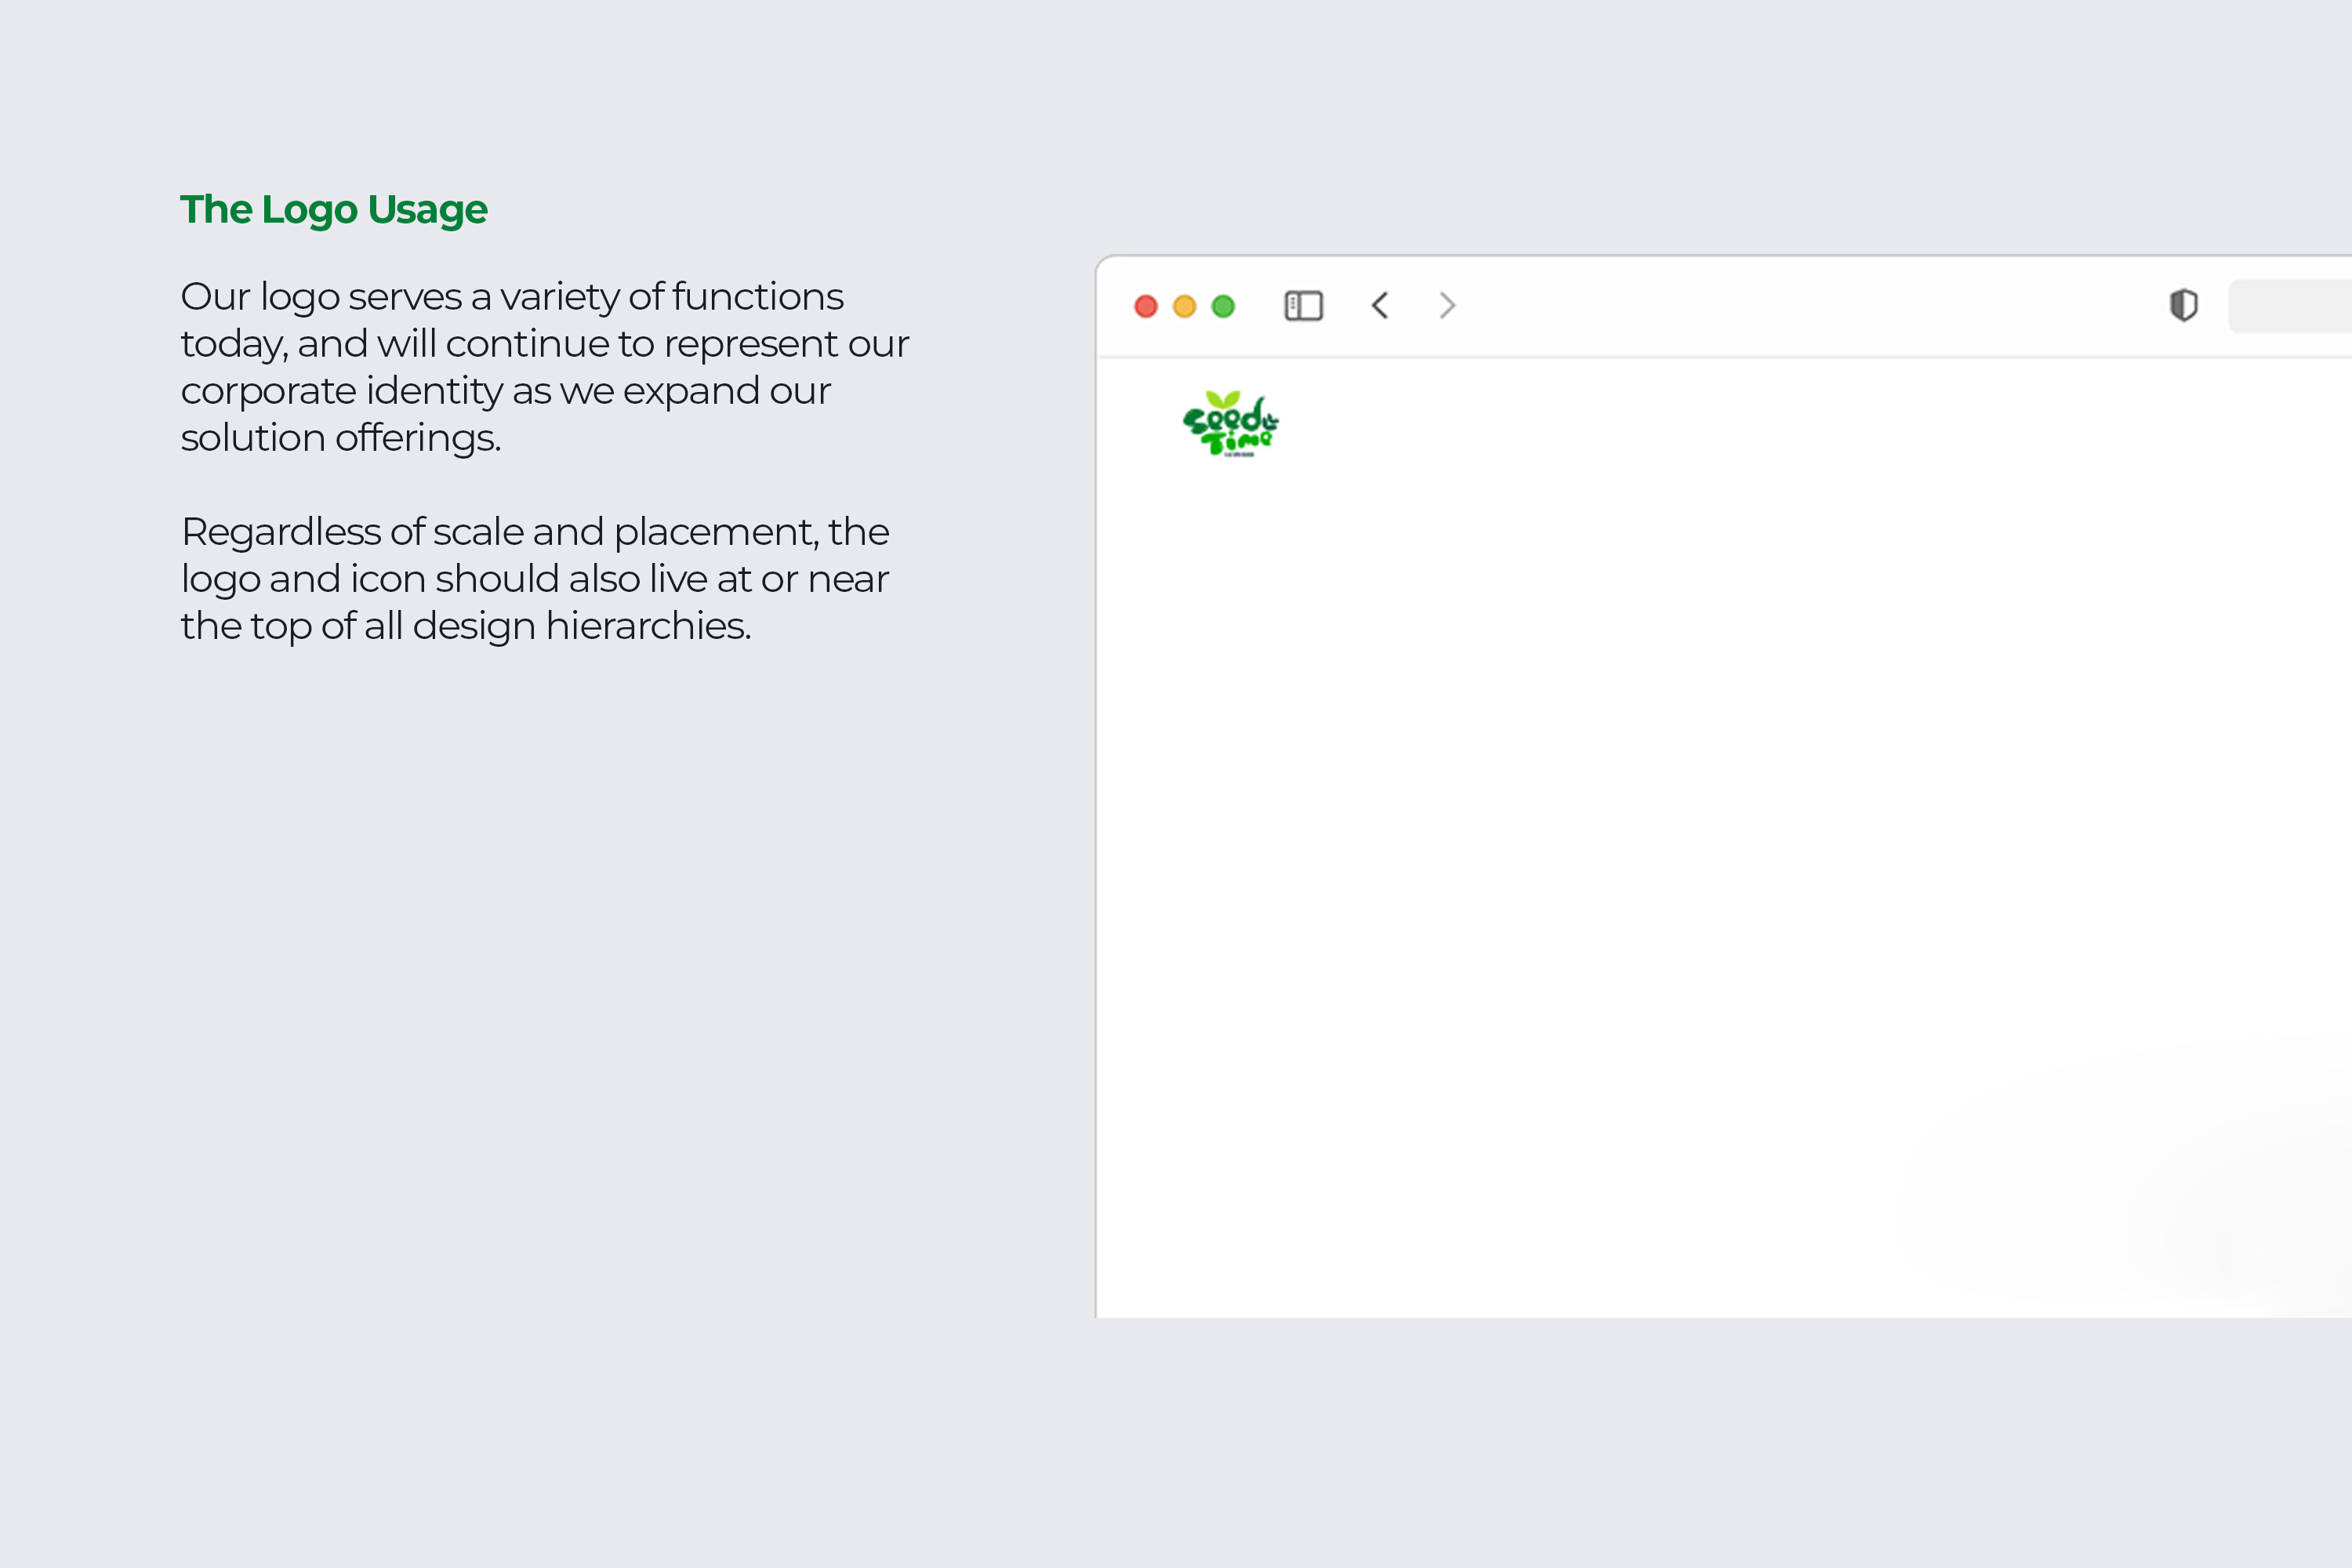 The Logo Usage
Our logo serves a variety of functions
today, and will continue to represent our
corporate identity as we expand our
solution offerings.
Regardless of scale and placement, the
logo and icon should also live at or near
the top of all design hierarchies.
Seed
Time